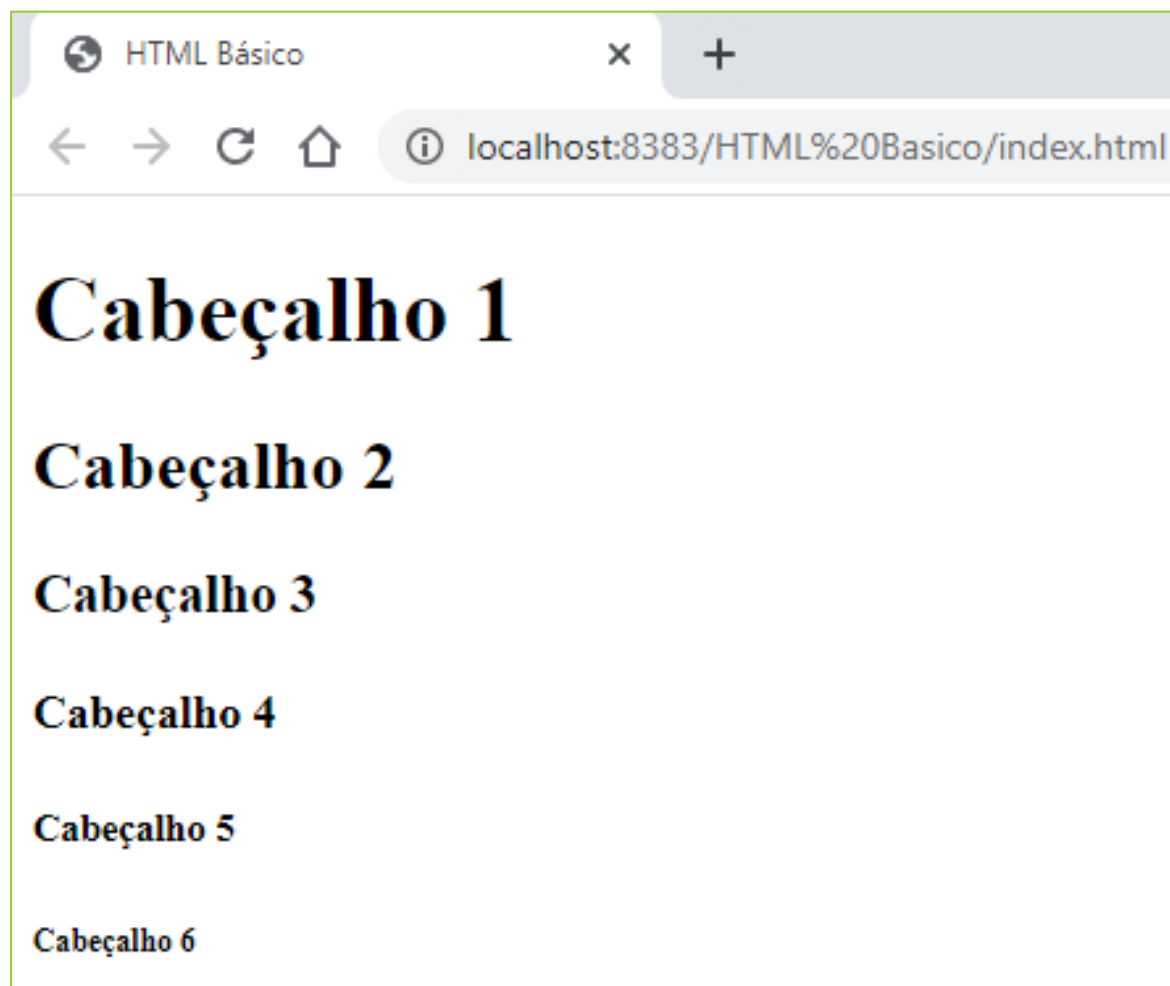 HTML Básico
localhost:8383/HTML%20Basico/index.html
Cabeçalho 1
Cabeçalho 2
Cabeçalho 3
Cabeçalho 4
Cabeçalho 5
Cabeçalho 6